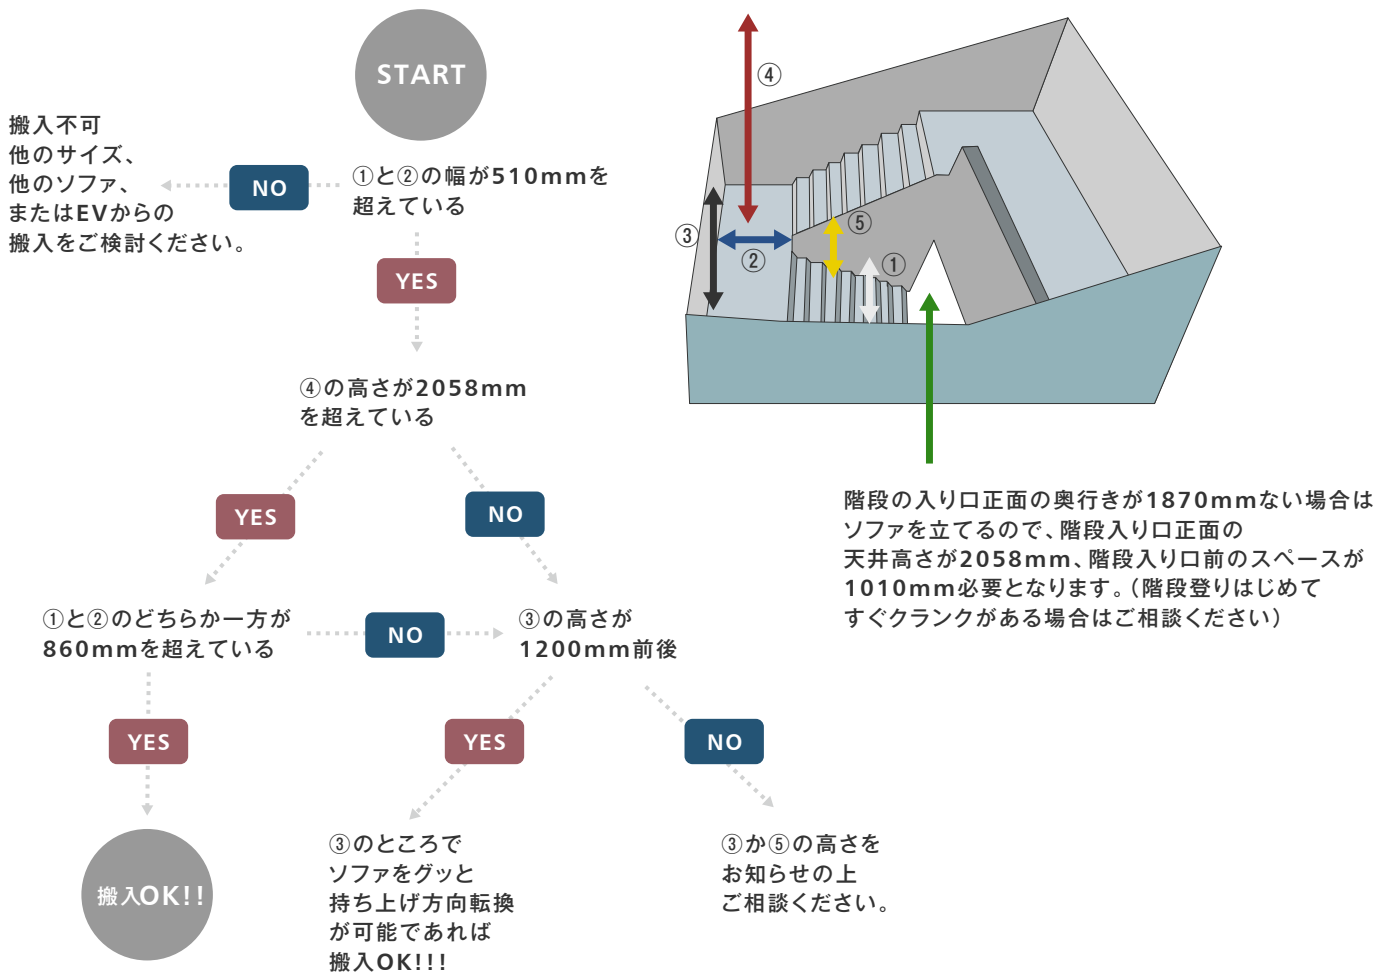 START
搬入不可
他のサイズ、
他のソファ、
またはEVからの
搬入をご検討ください。
NO
①と②の幅が510mmを
超えている
YES
④の高さが2058mm
を超えている
YES
NO
①と②のどちらか一方が
860mmを超えている
NO
③の高さが
1200mm前後
YES
YES
NO
搬入OK!!
③のところで
ソファをグッと
持ち上げ方向転換
が可能であれば
搬入OK!!!
③か⑤の高さを
お知らせの上
ご相談ください。
④
③
②
⑤
①
階段の入り口正面の奥行きが1870mmない場合は
ソファを立てるので、階段入り口正面の
天井高さが2058mm、階段入り口前のスペースが
1010mm必要となります。（階段登りはじめて
すぐクランクがある場合はご相談ください）